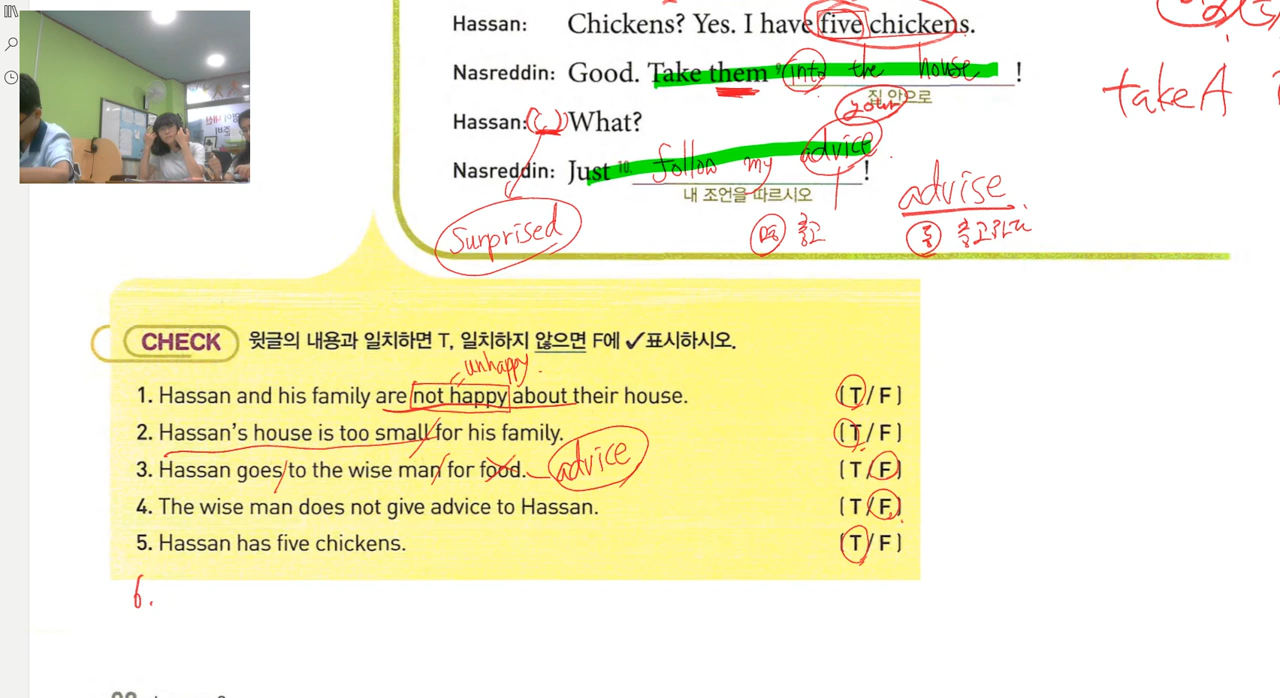 Hassan: Chickens? Yes. I have five chickens.
Nasreddin: Good. Take them 9. into the house !
집 안으로
take A
your
Hassan: ( )What?
Nasreddin: Just 10. follow my advice !
내 조언을 따르시오
advise
Surprised
명 충고
동 충고하다
CHECK 윗글의 내용과 일치하면 T, 일치하지 않으면 F에 ✓표시하시오.
unhappy
1. Hassan and his family are not happy about their house. ( T / F )
2. Hassan's house is too small for his family. ( T / F )
3. Hassan goes to the wise man for food. advice ( T / F )
4. The wise man does not give advice to Hassan. ( T / F )
5. Hassan has five chickens. ( T / F )
6.